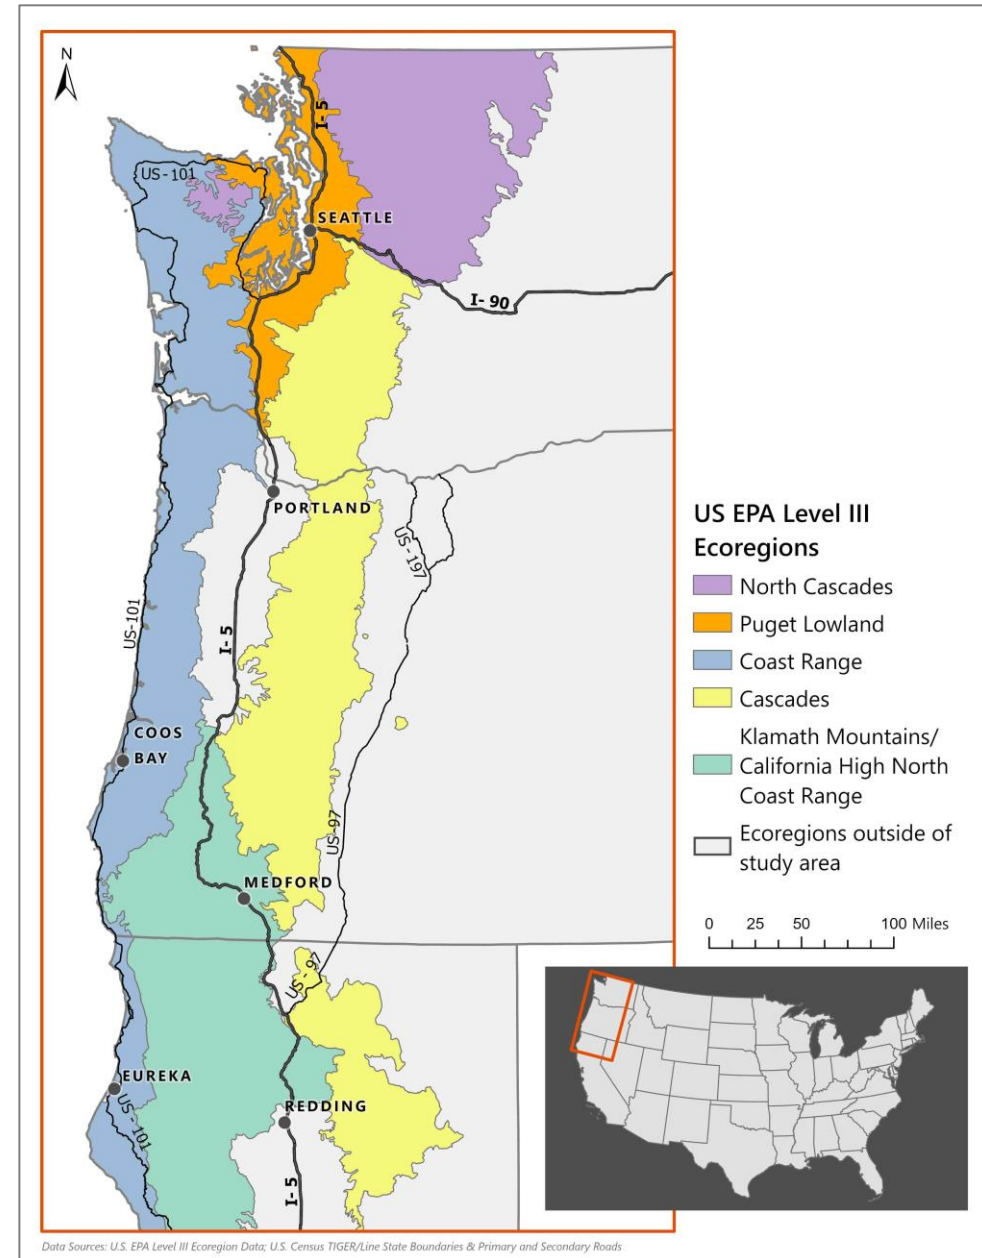 N
I-5
US-101
SEATTLE
I-90
PORTLAND
US-197
US-101
I-5
COOS
BAY
US-97
MEDFORD
US-97
EUREKA
US-101
REDDING
I-5
US EPA Level III
Ecoregions
North Cascades
Puget Lowland
Coast Range
Cascades
Klamath Mountains/
California High North
Coast Range
Ecoregions outside of
study area
0 25 50 100 Miles
Data Sources: U.S. EPA Level III Ecoregion Data; U.S. Census TIGER/Line State Boundaries & Primary and Secondary Roads